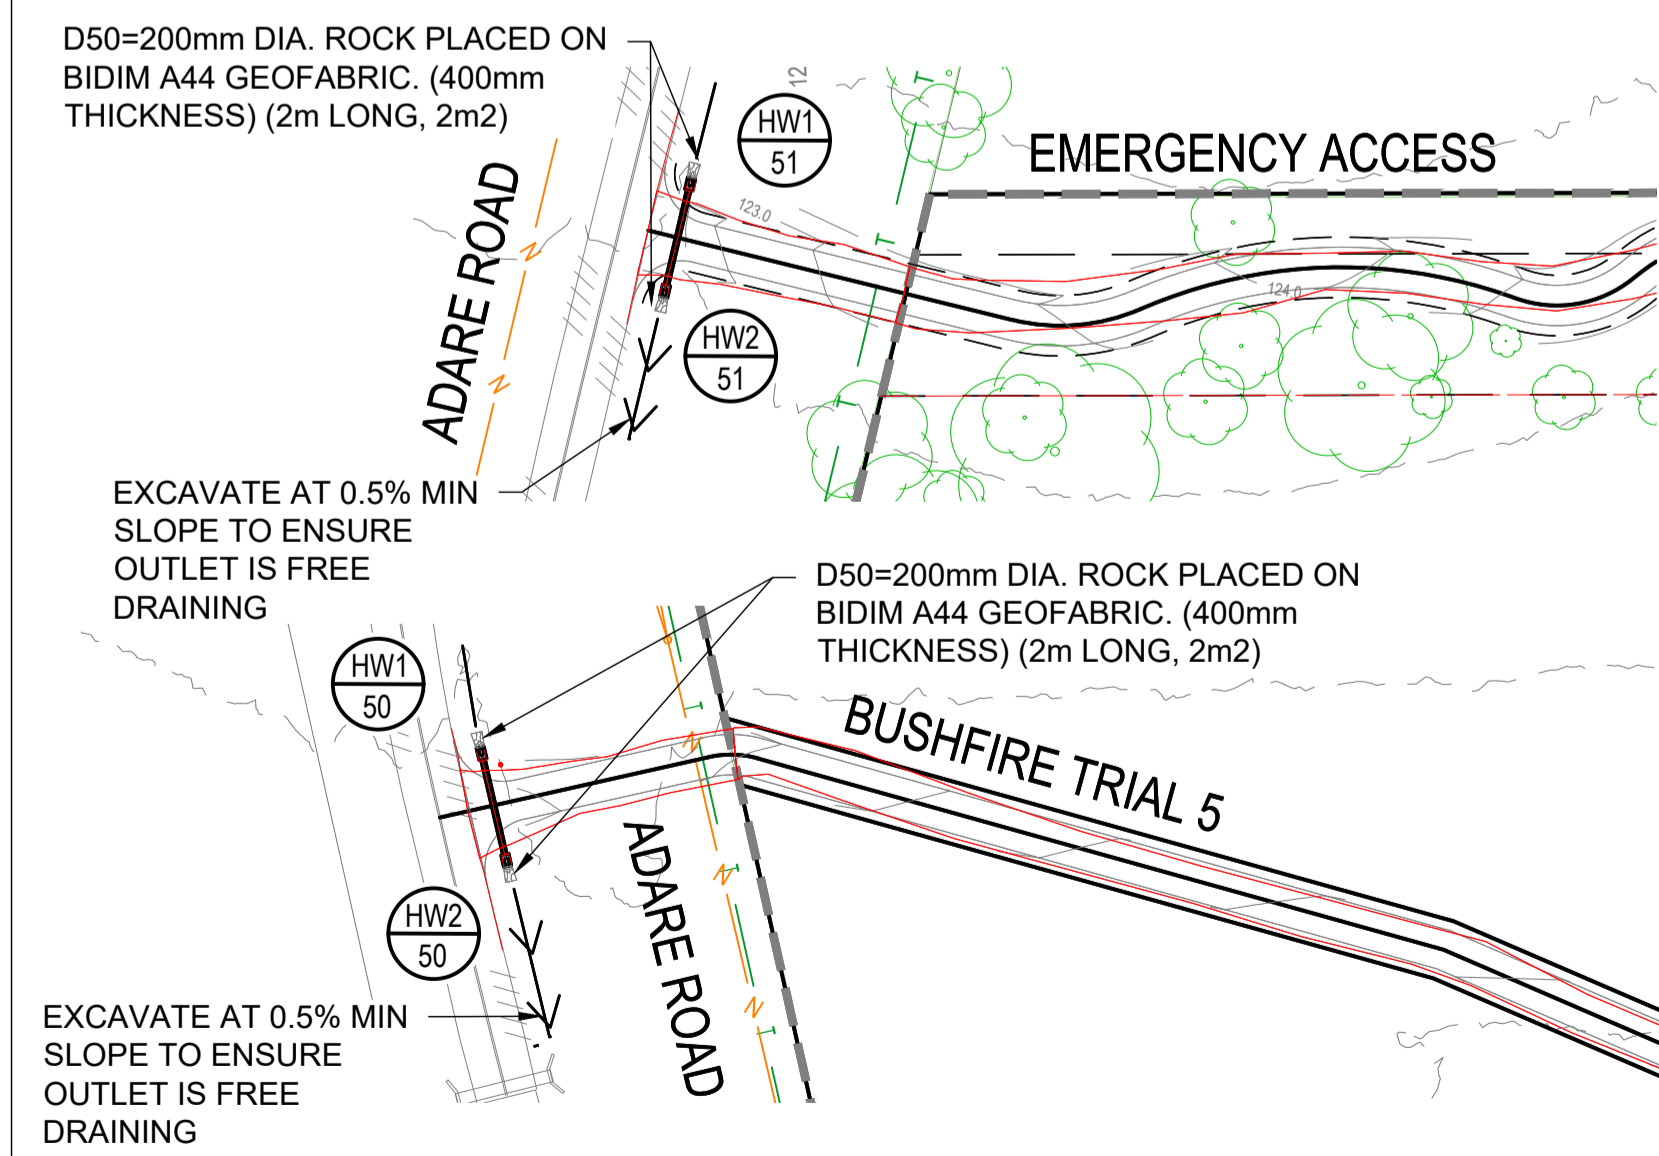 D50=200mm DIA. ROCK PLACED ON
BIDIM A44 GEOFABRIC. (400mm
THICKNESS) (2m LONG, 2m2)
12
HW1
51
T
EMERGENCY ACCESS
ADARE ROAD
N
123.0
T
124.0
HW2
51
N
T
EXCAVATE AT 0.5% MIN
SLOPE TO ENSURE
OUTLET IS FREE
DRAINING
D50=200mm DIA. ROCK PLACED ON
BIDIM A44 GEOFABRIC. (400mm
THICKNESS) (2m LONG, 2m2)
HW1
50
T
N
BUSHFIRE TRIAL 5
ADARE ROAD
T
N
HW2
50
N
T
EXCAVATE AT 0.5% MIN
SLOPE TO ENSURE
OUTLET IS FREE
DRAINING